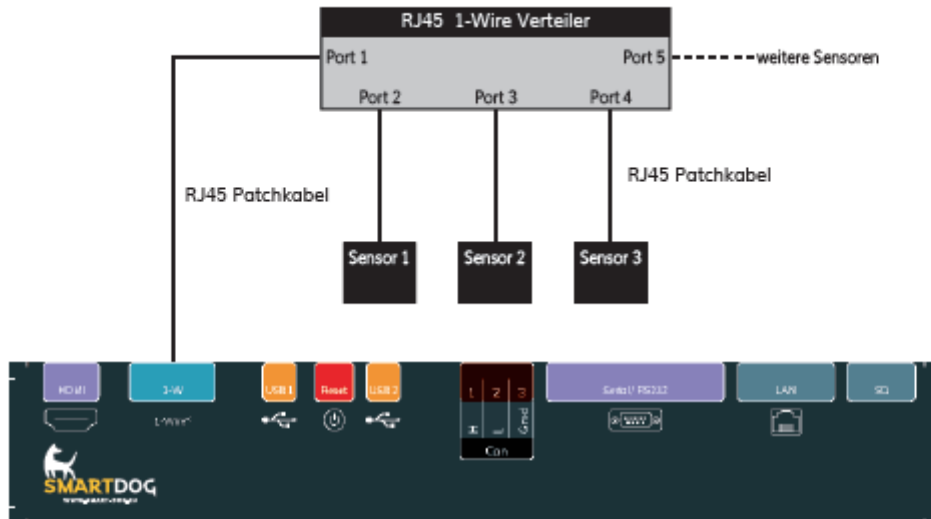 RJ45 1-Wire Verteiler
Port 1
Port 5
weitere Sensoren
Port 2
Port 3
Port 4
RJ45 Patchkabel
RJ45 Patchkabel
Sensor 1
Sensor 2
Sensor 3
HDMI
1-W
USB 1
Reset
USB 2
1
2
3
Serial/ RS232
LAN
SD
1-Wire
H
L
Gnd
Can
SMARTDOG